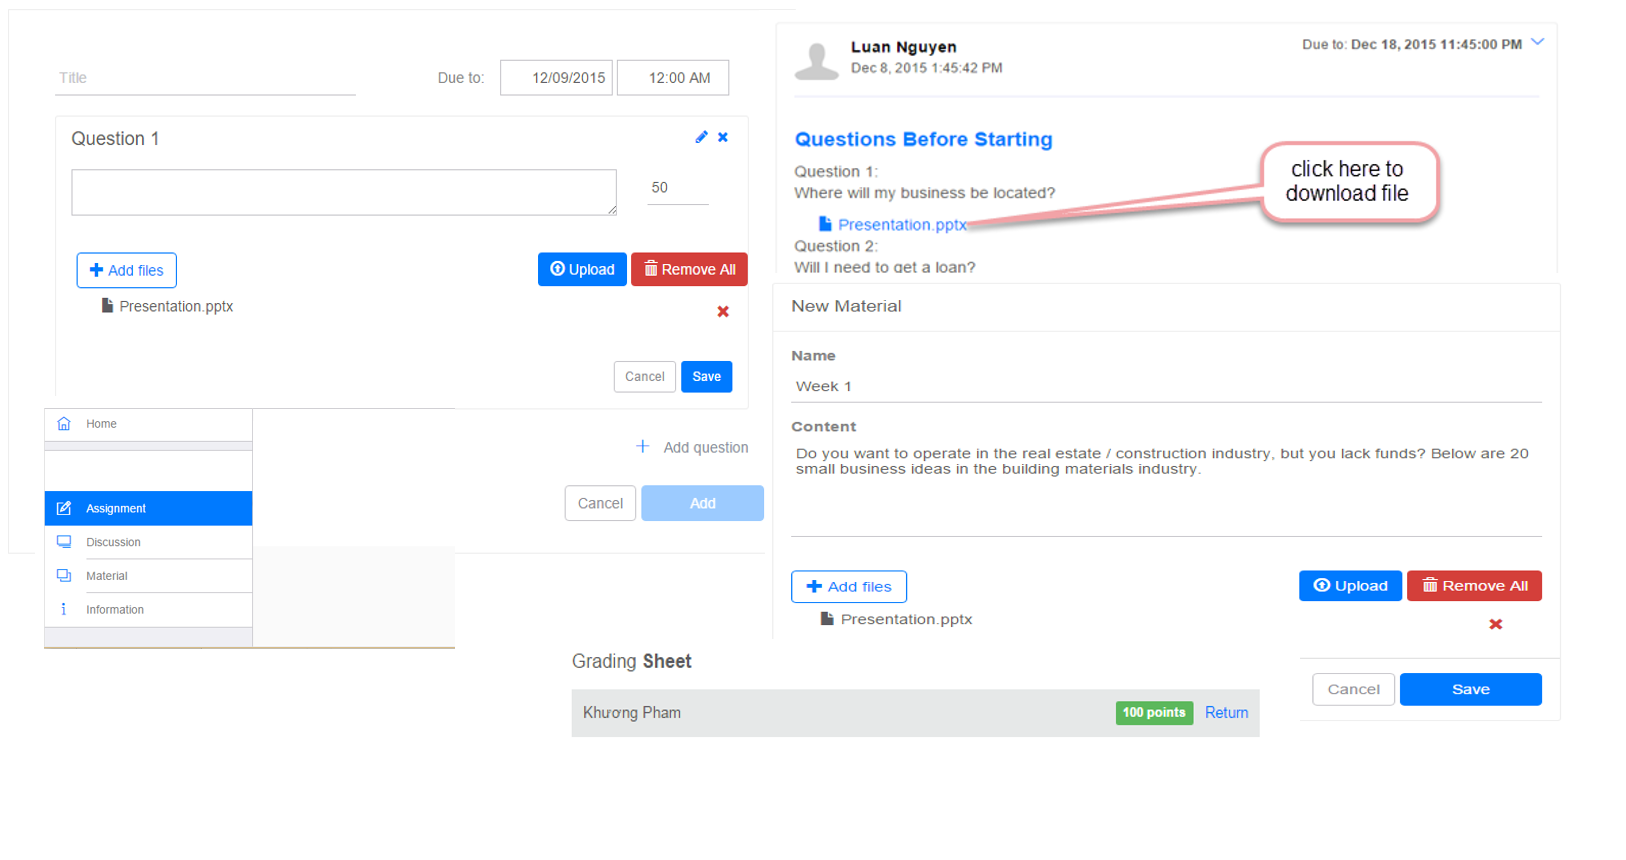 Title
Due to:
12/09/2015
12:00 AM
Question 1
50
Add files
Upload
Remove All
Presentation.pptx
Cancel
Save
Add question
Cancel
Add
Home
Assignment
Discussion
Material
Information
Luan Nguyen
Dec 8, 2015 1:45:42 PM
Due to: Dec 18, 2015 11:45:00 PM
Questions Before Starting
Question 1:
Where will my business be located?
Presentation.pptx
click here to
download file
Question 2:
Will I need to get a loan?
New Material
Name
Week 1
Content
Do you want to operate in the real estate / construction industry, but you lack funds? Below are 20
small business ideas in the building materials industry.
Add files
Upload
Remove All
Presentation.pptx
Cancel
Save
Grading Sheet
Khương Pham
100 points
Return